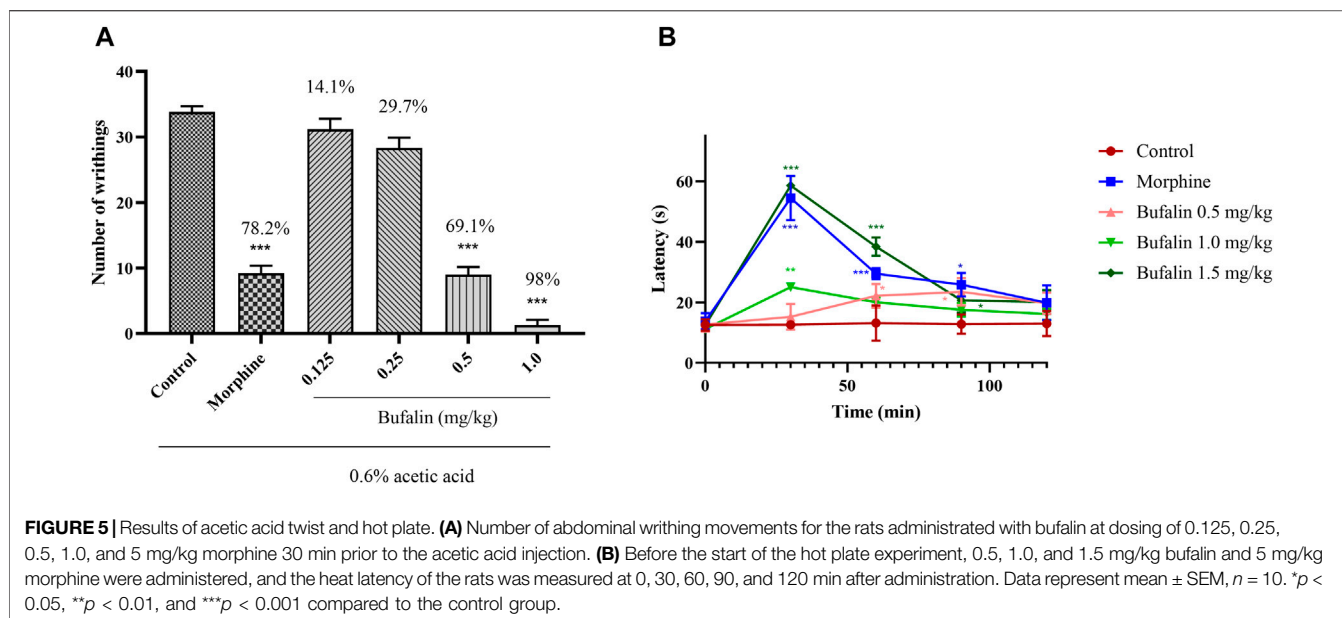 A
Number of writhings
40
30
20
10
0
14.1%
29.7%
78.2%
***
69.1%
***
98%
***
Control
Morphine
0.125
0.25
0.5
1.0
Bufalin (mg/kg)
0.6% acetic acid
B
Latency (s)
60
40
20
0
***
***
**
***
***
*
*
*
*
0
50
100
Time (min)
Control
Morphine
Bufalin 0.5 mg/kg
Bufalin 1.0 mg/kg
Bufalin 1.5 mg/kg
FIGURE 5 | Results of acetic acid twist and hot plate. (A) Number of abdominal writhing movements for the rats administrated with bufalin at dosing of 0.125, 0.25,
0.5, 1.0, and 5 mg/kg morphine 30 min prior to the acetic acid injection. (B) Before the start of the hot plate experiment, 0.5, 1.0, and 1.5 mg/kg bufalin and 5 mg/kg
morphine were administered, and the heat latency of the rats was measured at 0, 30, 60, 90, and 120 min after administration. Data represent mean ± SEM, n = 10. *p <
0.05, **p < 0.01, and ***p < 0.001 compared to the control group.